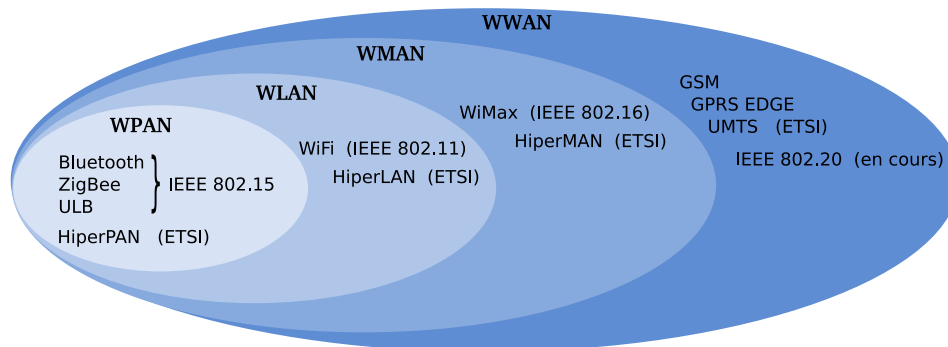 WWAN
WMAN
WLAN
WPAN
GSM
GPRS EDGE
UMTS (ETSI)
IEEE 802.20 (en cours)
WiMax (IEEE 802.16)
HiperMAN (ETSI)
WiFi (IEEE 802.11)
HiperLAN (ETSI)
Bluetooth
ZigBee
ULB
IEEE 802.15
HiperPAN (ETSI)